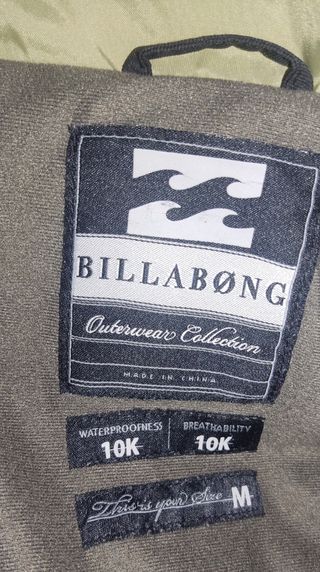 BILLABØNG
Outerwear Collection
MADE IN CHINA
WATERPROOFNESS
10K
BREATHABILITY
10K
This is your Size M